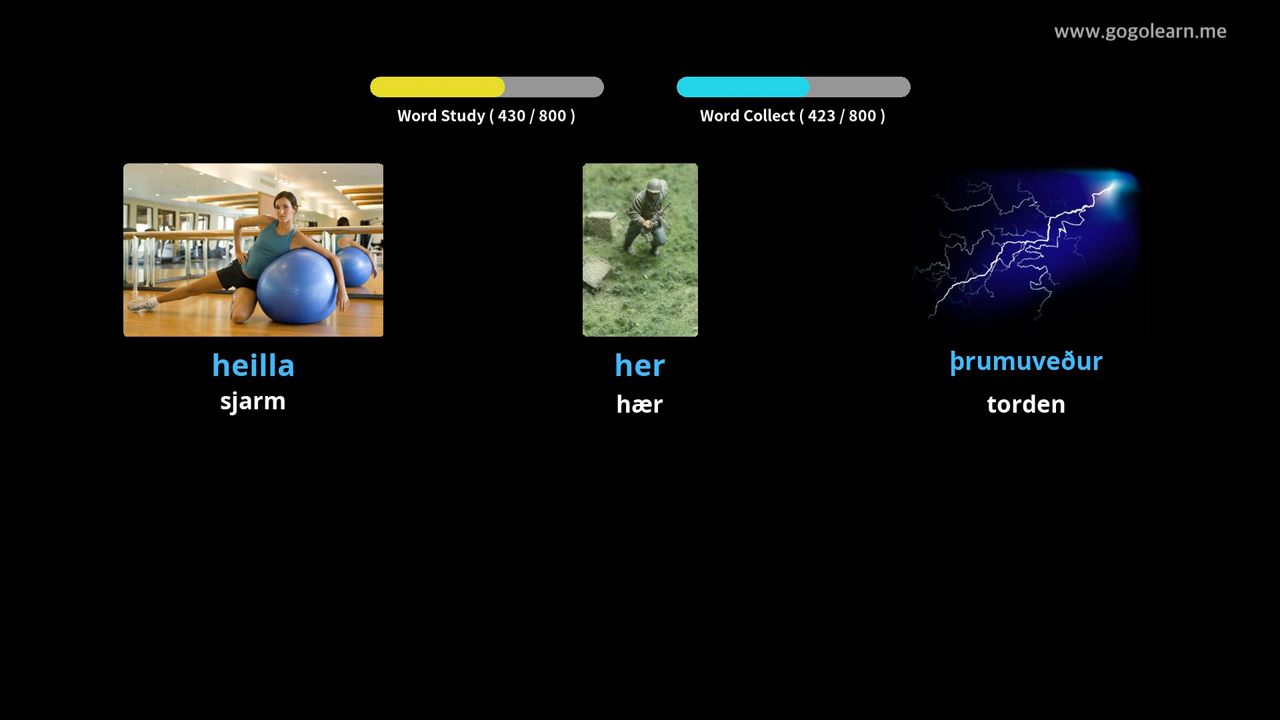 www.gogolearn.me
Word Study ( 430 / 800 )
Word Collect ( 423 / 800 )
heilla
sjarm
her
hær
þrumuveður
torden